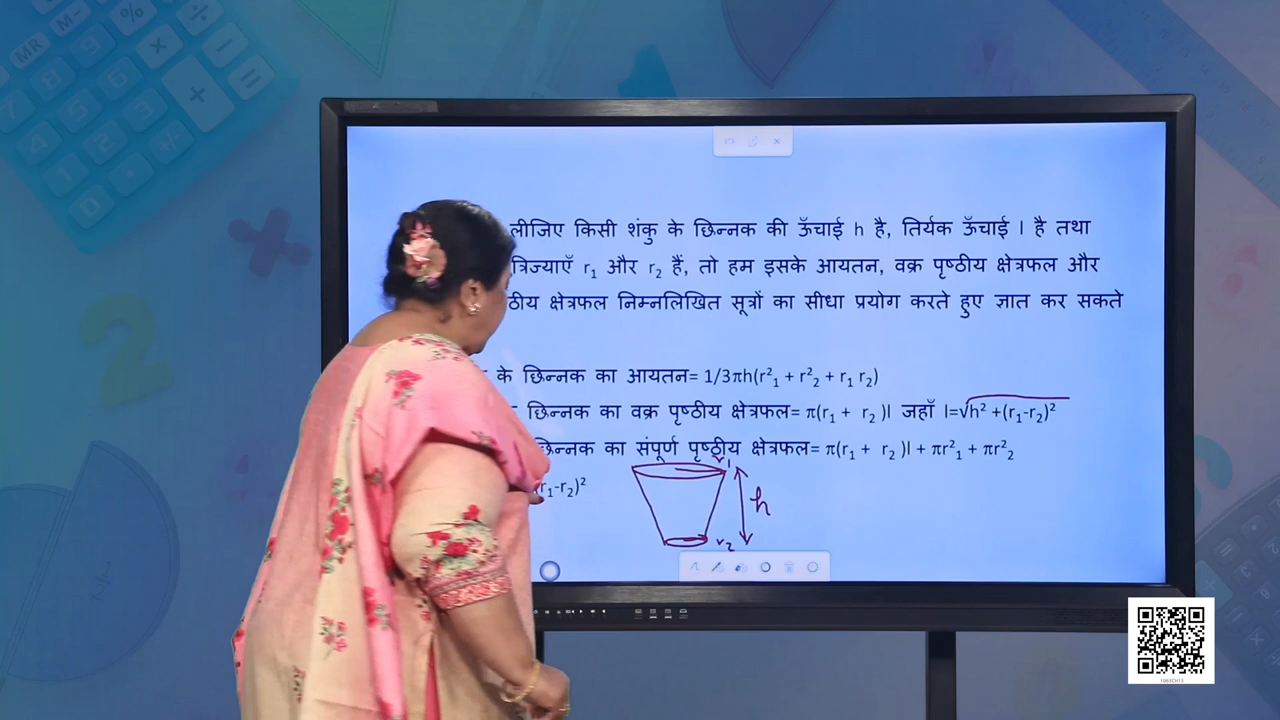 लीजिए किसी शंकु के छिन्नक की ऊँचाई h है, तिर्यक ऊँचाई l है तथा
त्रिज्याएँ r₁ और r₂ हैं, तो हम इसके आयतन, वक्र पृष्ठीय क्षेत्रफल और
ठीय क्षेत्रफल निम्नलिखित सूत्रों का सीधा प्रयोग करते हुए ज्ञात कर सकते
के छिन्नक का आयतन= 1/3πh(r²₁ + r²₂ + r₁ r₂)
छिन्नक का वक्र पृष्ठीय क्षेत्रफल= π(r₁ + r₂ )l जहाँ l=√h² +(r₁-r₂)²
छिन्नक का संपूर्ण पृष्ठीय क्षेत्रफल= π(r₁ + r₂ )l + πr²₁ + πr²₂
(r₁-r₂)²
r₁
h
r₂
1063CH13